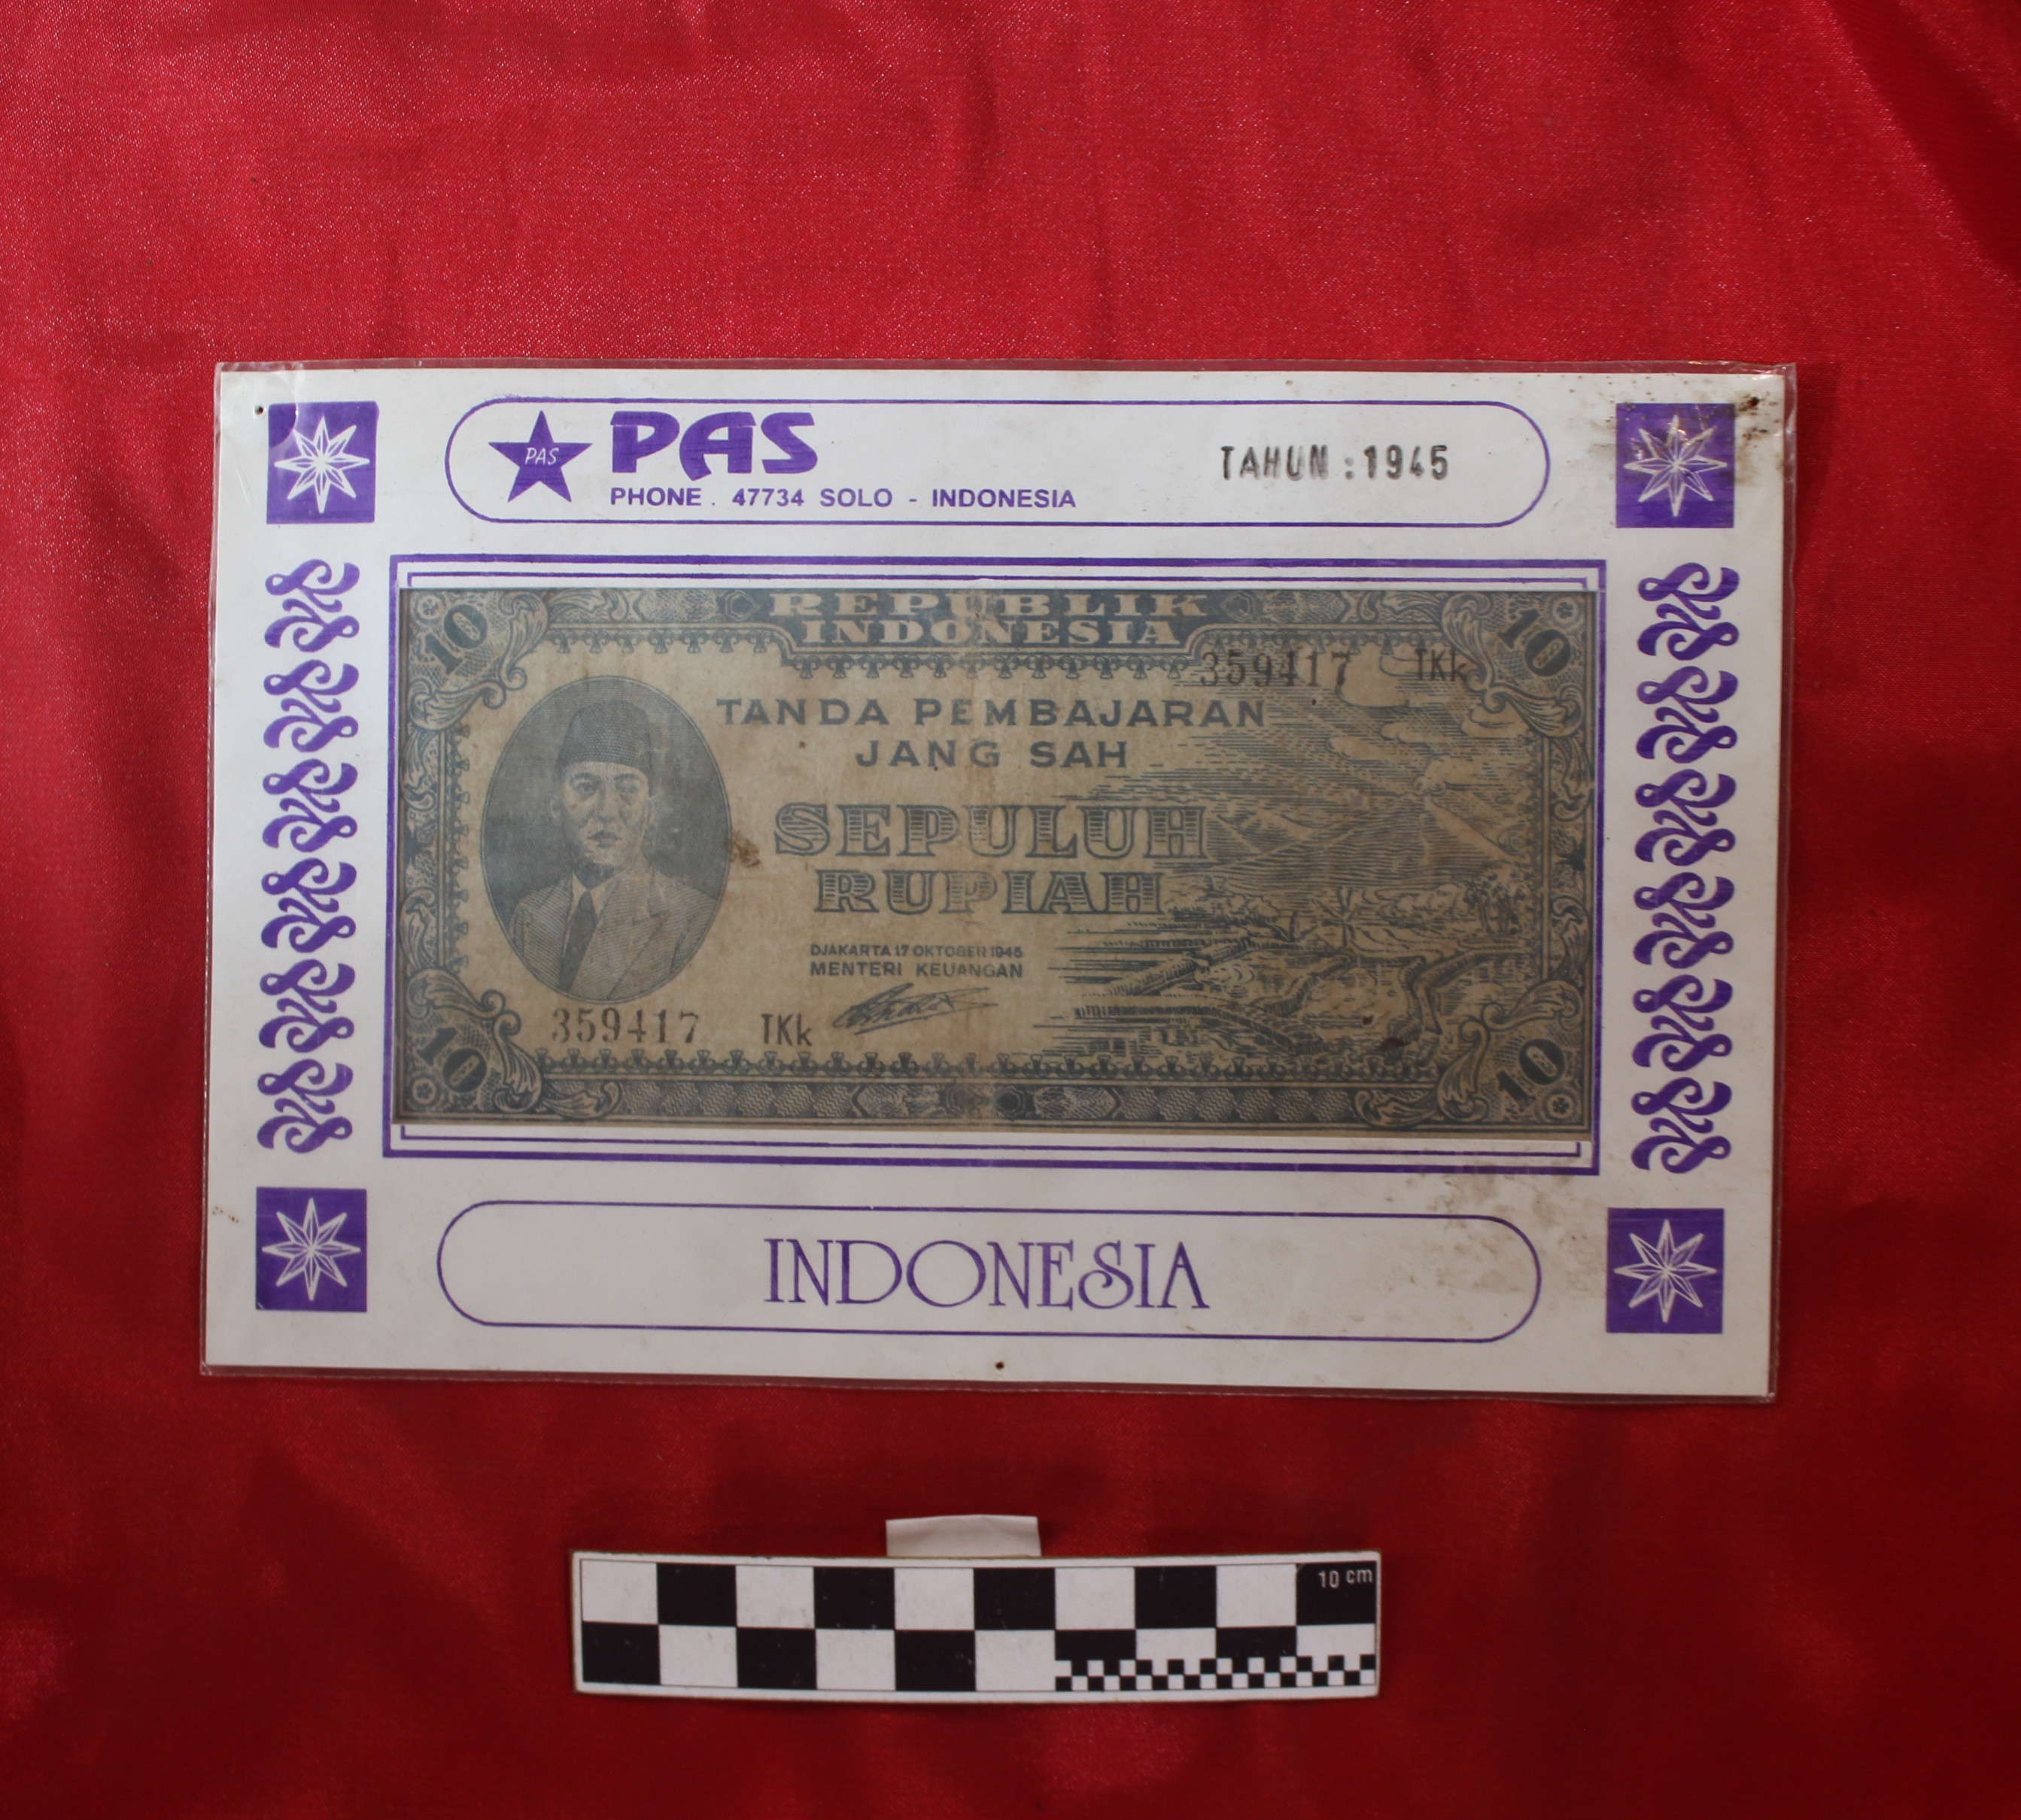 PAS
PAS
PHONE . 47734 SOLO - INDONESIA
TAHUN : 1945
10
10
REPUBLIK
INDONESIA
359417 TKk
TANDA PEMBAJARAN
JANG SAH
SEPULUH
RUPIAH
DJAKARTA 17 OKTOBER 1945
MENTERI KEUANGAN
359417 TKk
10
10
INDONESIA
10 cm